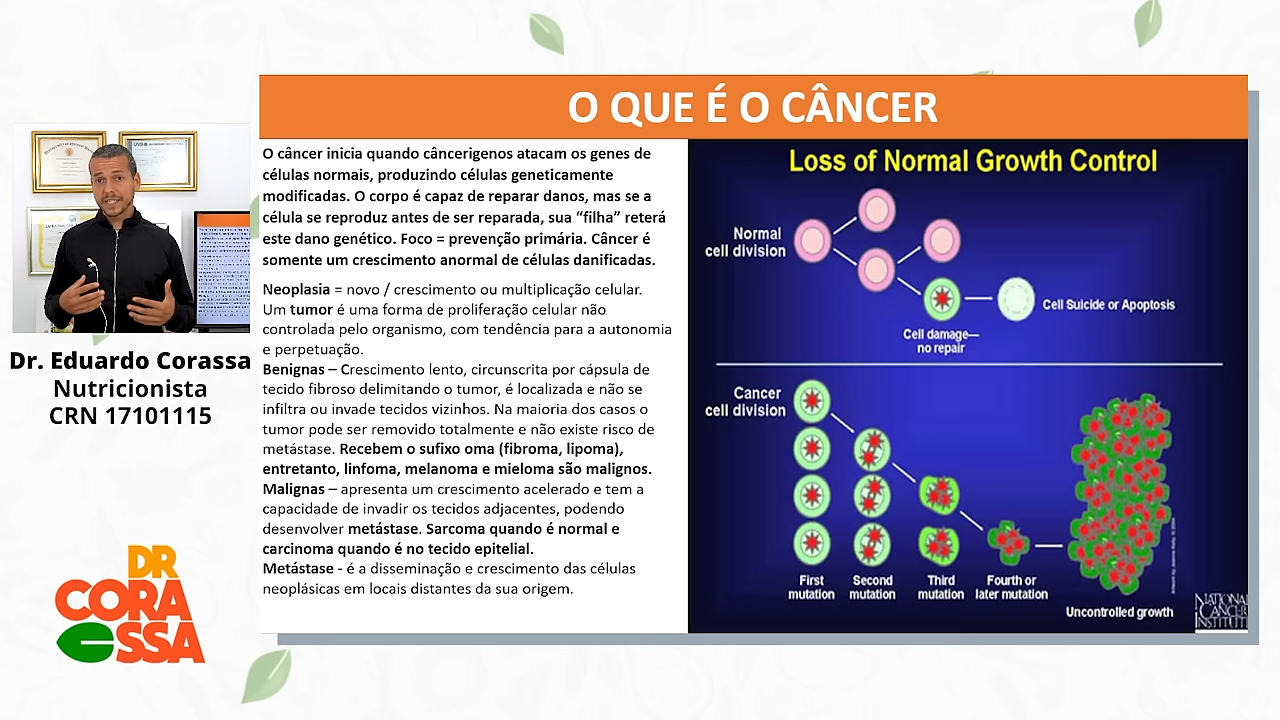 O QUE É O CÂNCER
O câncer inicia quando câncerigenos atacam os genes de
células normais, produzindo células geneticamente
modificadas. O corpo é capaz de reparar danos, mas se a
célula se reproduz antes de ser reparada, sua “filha” reterá
este dano genético. Foco = prevenção primária. Câncer é
somente um crescimento anormal de células danificadas.
Neoplasia = novo / crescimento ou multiplicação celular.
Um tumor é uma forma de proliferação celular não
controlada pelo organismo, com tendência para a autonomia
e perpetuação.
Benignas – Crescimento lento, circunscrita por cápsula de
tecido fibroso delimitando o tumor, é localizada e não se
infiltra ou invade tecidos vizinhos. Na maioria dos casos o
tumor pode ser removido totalmente e não existe risco de
metástase. Recebem o sufixo oma (fibroma, lipoma),
entretanto, linfoma, melanoma e mieloma são malignos.
Malignas – apresenta um crescimento acelerado e tem a
capacidade de invadir os tecidos adjacentes, podendo
desenvolver metástase. Sarcoma quando é normal e
carcinoma quando é no tecido epitelial.
Metástase - é a disseminação e crescimento das células
neoplásicas em locais distantes da sua origem.
Loss of Normal Growth Control
Normal
cell division
Cell Suicide or Apoptosis
Cell damage—
no repair
Cancer
cell division
First
mutation
Second
mutation
Third
mutation
Fourth or
later mutation
Uncontrolled growth
NATIONAL
CANCER
INSTITUTE
Dr. Eduardo Corassa
Nutricionista
CRN 17101115
DR
CORA
SSA